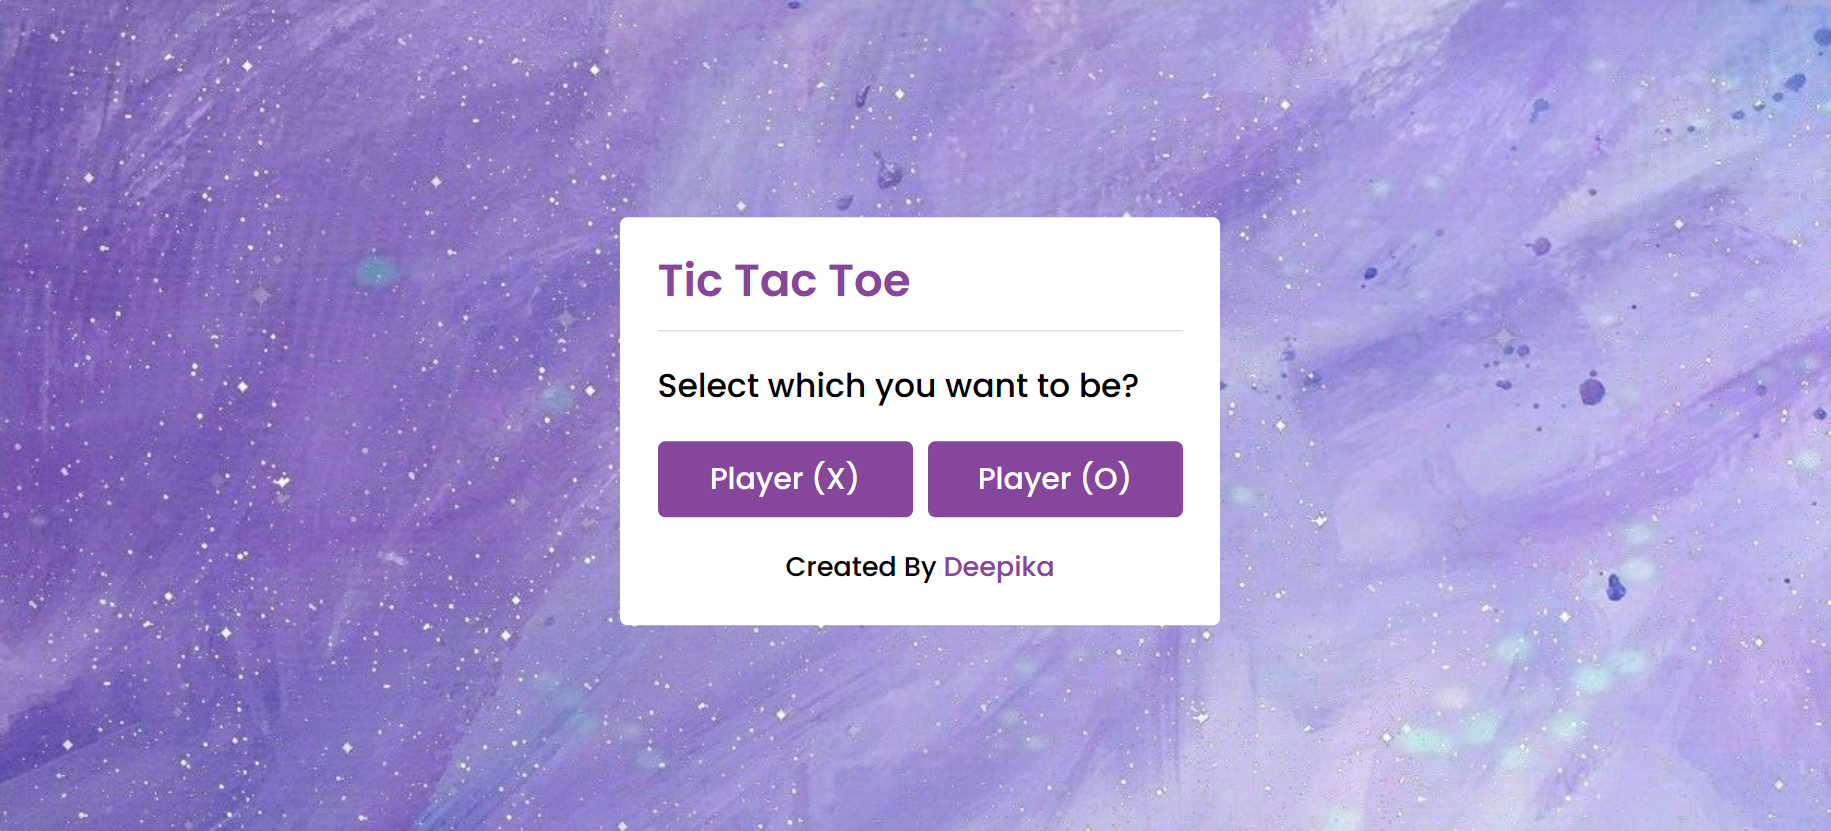 Tic Tac Toe
Select which you want to be?
Player (X) Player (O)
Created By Deepika